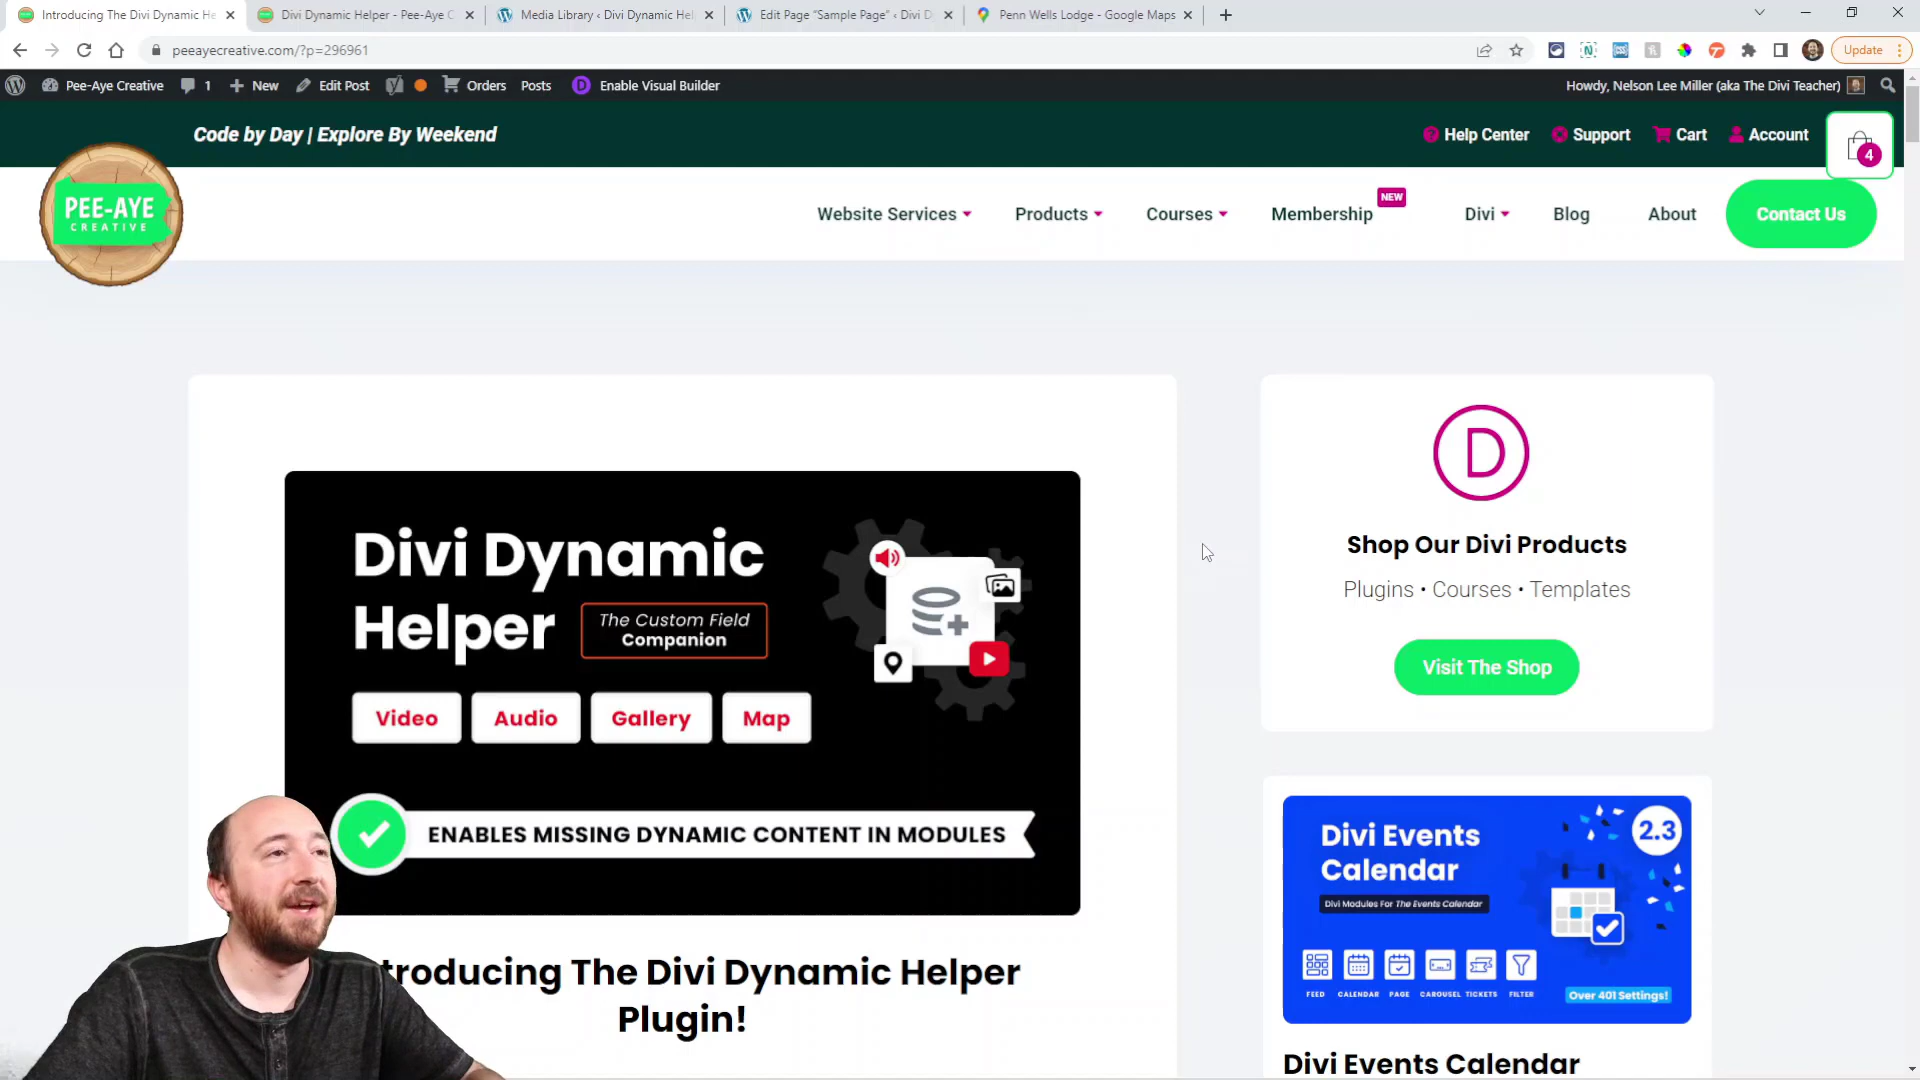 Introducing The Divi Dynamic He
Divi Dynamic Helper - Pee-Aye C
Media Library ‹ Divi Dynamic Hel
Edit Page "Sample Page" ‹ Divi D
Penn Wells Lodge - Google Maps
peeayecreative.com/?p=296961
Update
Pee-Aye Creative
1
New
Edit Post
Orders
Posts
Enable Visual Builder
Howdy, Nelson Lee Miller (aka The Divi Teacher)
Code by Day | Explore By Weekend
Help Center
Support
Cart
Account
4
PEE-AYE
CREATIVE
Website Services
Products
Courses
Membership
NEW
Divi
Blog
About
Contact Us
Divi Dynamic
Helper
The Custom Field
Companion
Video
Audio
Gallery
Map
ENABLES MISSING DYNAMIC CONTENT IN MODULES
troducing The Divi Dynamic Helper
Plugin!
D
Shop Our Divi Products
Plugins • Courses • Templates
Visit The Shop
Divi Events
Calendar
2.3
Divi Modules For The Events Calendar
FEED
CALENDAR
PAGE
CAROUSEL
TICKETS
FILTER
Over 401 Settings!
Divi Events Calendar